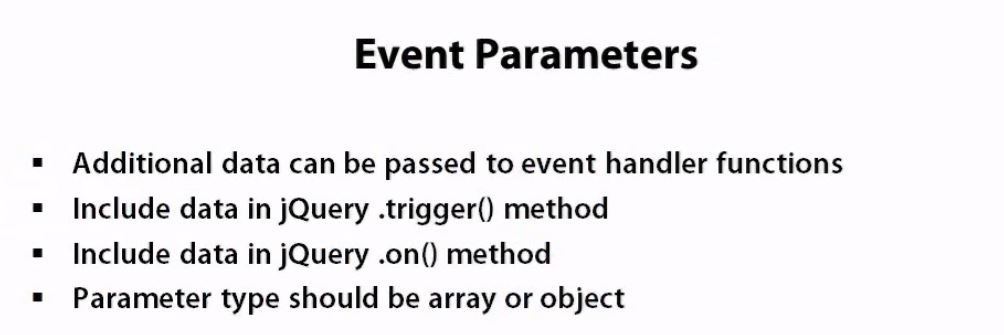 Event Parameters
▪ Additional data can be passed to event handler functions
▪ Include data in jQuery .trigger() method
▪ Include data in jQuery .on() method
▪ Parameter type should be array or object